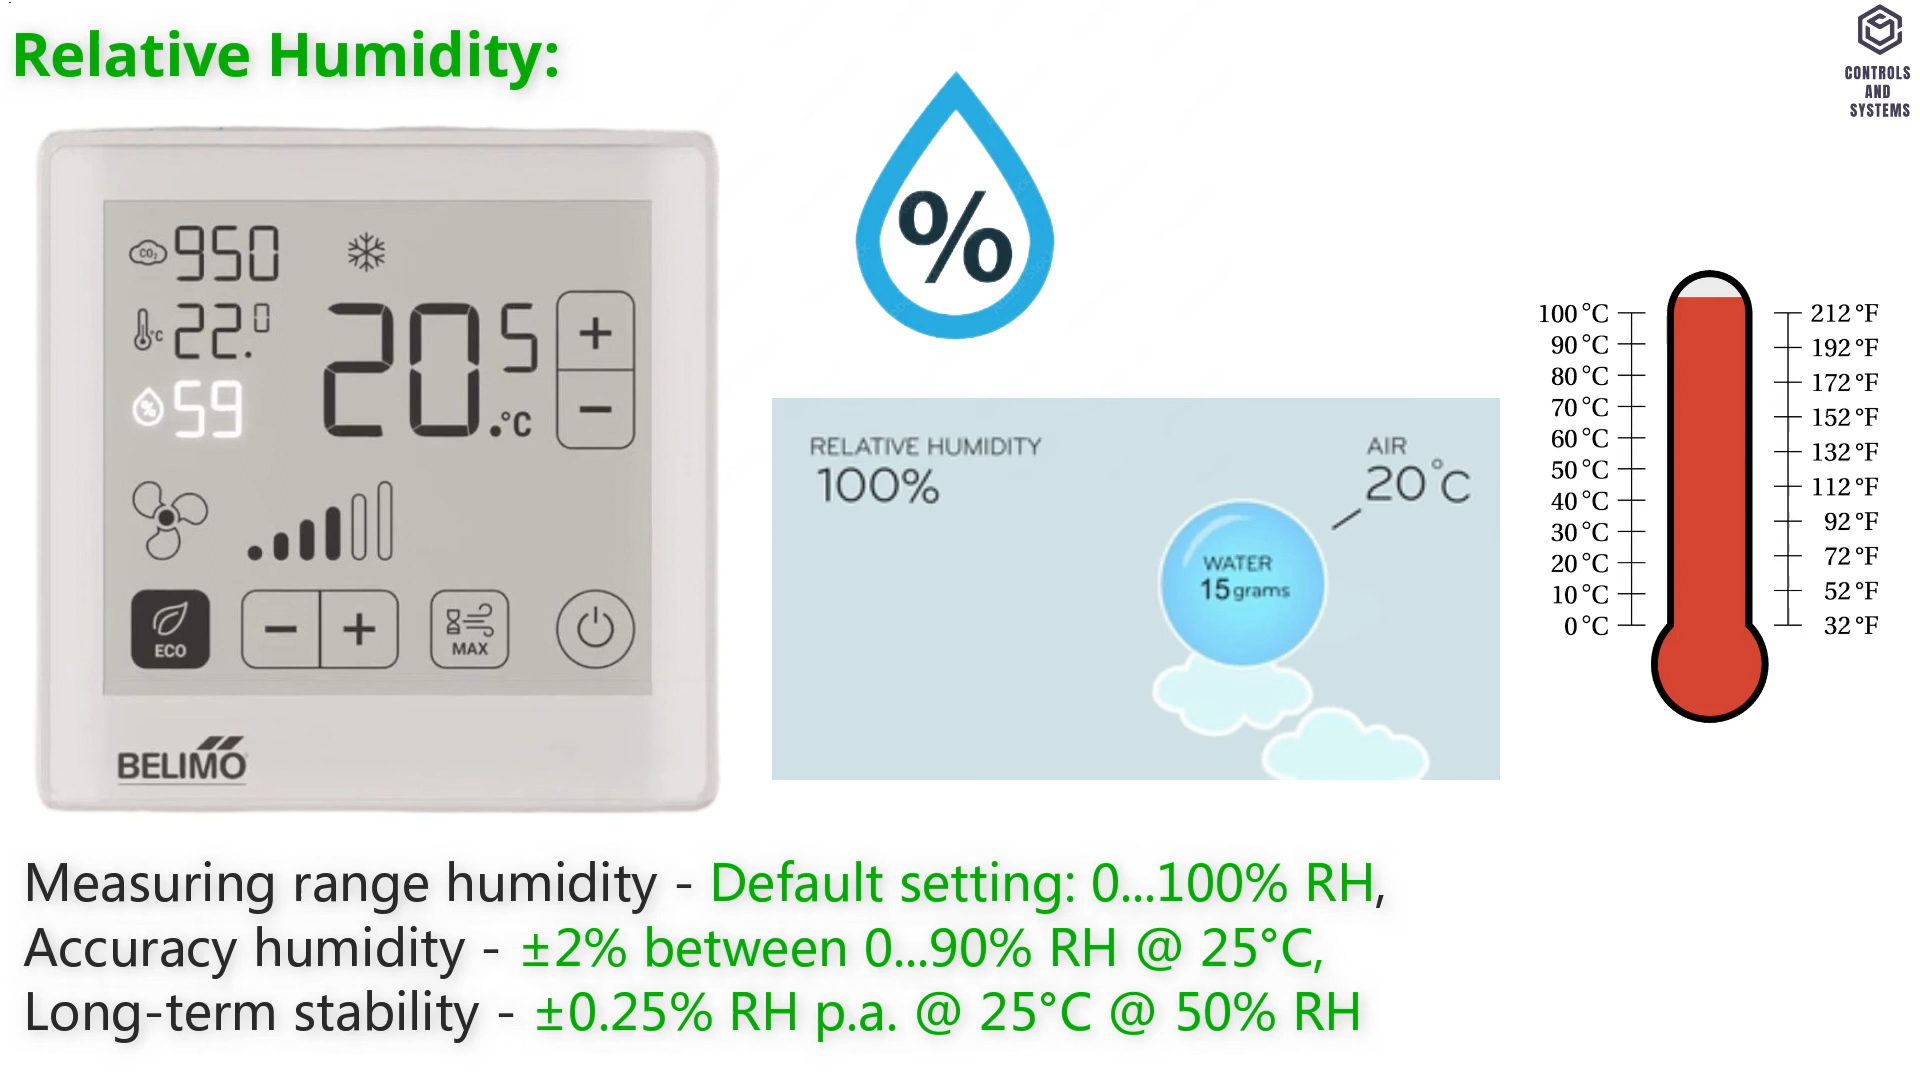 Relative Humidity:
CONTROLS
AND
SYSTEMS
CO₂ 950
°C 22.0
% 59
20.5 °C
+
−
ECO
− +
MAX
BELIMO
%
RELATIVE HUMIDITY
100%
AIR
20°C
WATER
15 grams
100 °C 212 °F
90 °C 192 °F
80 °C 172 °F
70 °C 152 °F
60 °C 132 °F
50 °C 112 °F
40 °C 92 °F
30 °C 72 °F
20 °C 52 °F
10 °C 32 °F
0 °C
Measuring range humidity - Default setting: 0...100% RH,
Accuracy humidity - ±2% between 0...90% RH @ 25°C,
Long-term stability - ±0.25% RH p.a. @ 25°C @ 50% RH